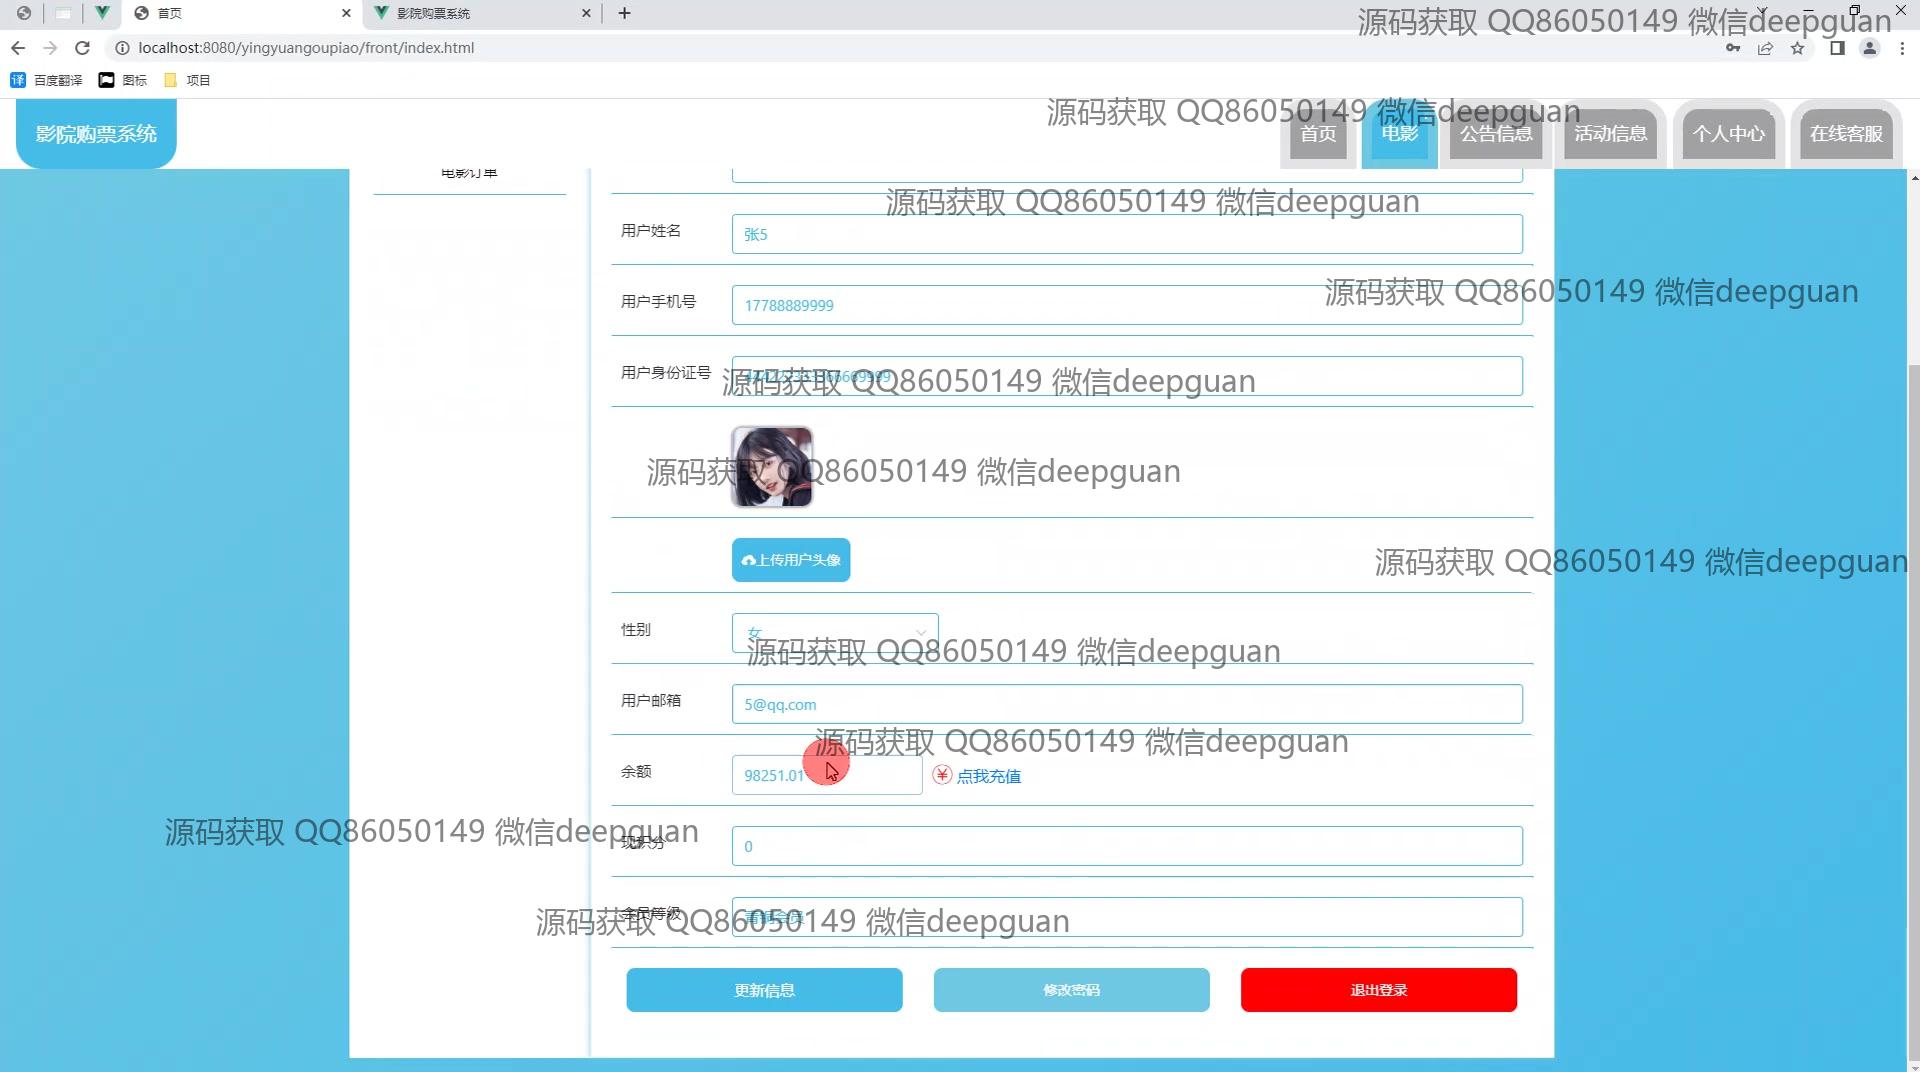 首页
影院购票系统
源码获取 QQ86050149 微信deepguan
localhost:8080/yingyuangoupiao/front/index.html
百度翻译
图标
项目
影院购票系统
源码获取 QQ86050149 微信deepguan
首页
电影
公告信息
活动信息
个人中心
在线客服
电影订单
源码获取 QQ86050149 微信deepguan
用户姓名
张5
源码获取 QQ86050149 微信deepguan
用户手机号
17788889999
用户身份证号
源码获取 QQ86050149 微信deepguan
源码获取 QQ86050149 微信deepguan
上传用户头像
源码获取 QQ86050149 微信deepguan
性别
女
源码获取 QQ86050149 微信deepguan
用户邮箱
5@qq.com
源码获取 QQ86050149 微信deepguan
余额
98251.01
¥ 点我充值
源码获取 QQ86050149 微信deepguan
现积分
0
会员等级
源码获取 QQ86050149 微信deepguan
更新信息
修改密码
退出登录